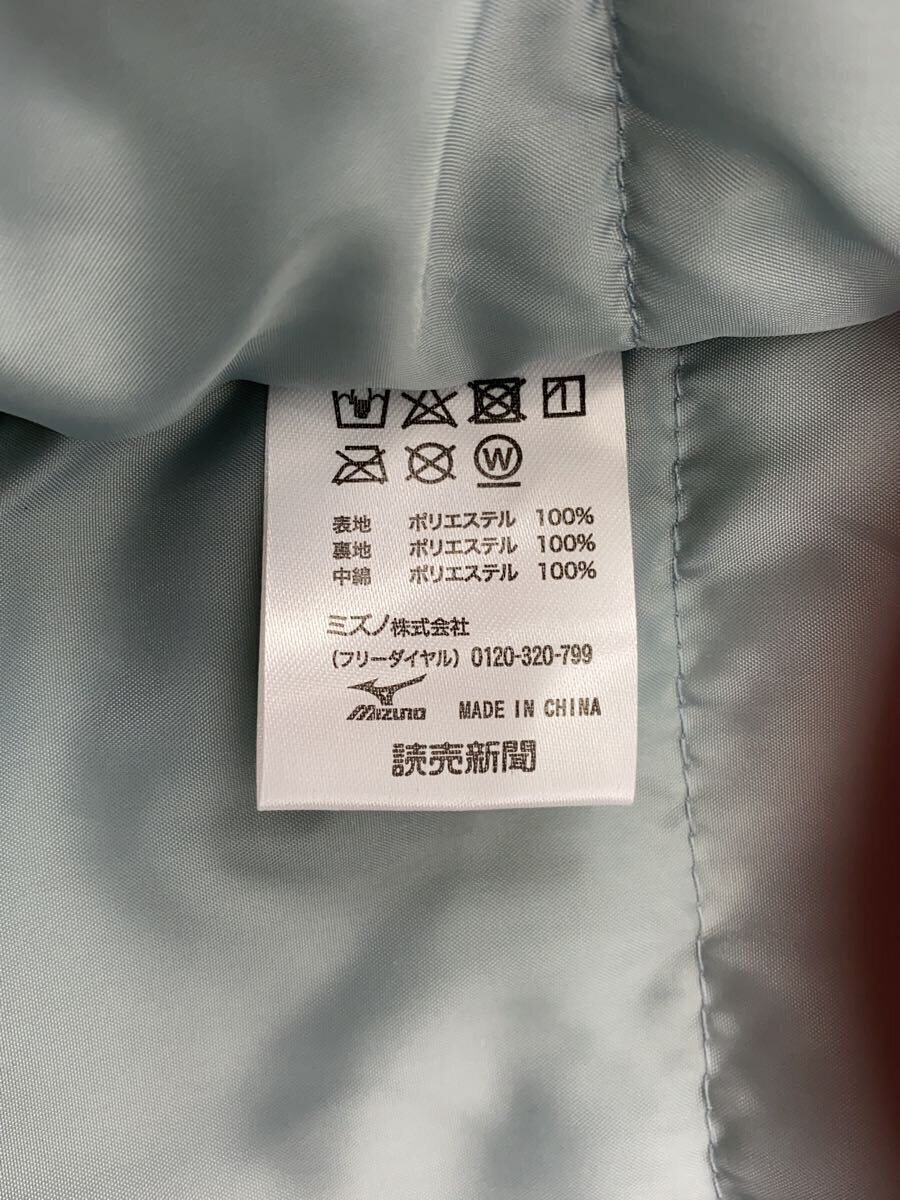 W
表地 ポリエステル 100%
裏地 ポリエステル 100%
中綿 ポリエステル 100%
ミズノ株式会社
(フリーダイヤル) 0120-320-799
Mizuno MADE IN CHINA
読売新聞